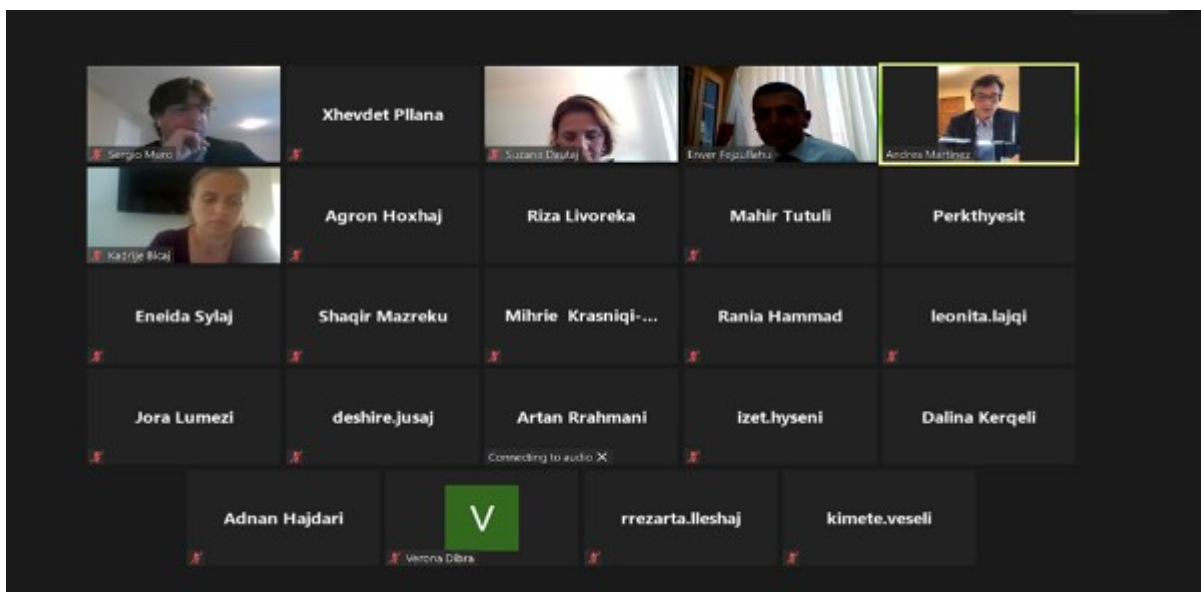 Sergio Muro
Xhevdet Pllana
Suzana Dautaj
Enver Fejzullahu
Andres Martinez
Kadrije Bicaj
Agron Hoxhaj
Riza Livoreka
Mahir Tutuli
Perkthyesit
Eneida Sylaj
Shaqir Mazreku
Mihrie Krasniqi-...
Rania Hammad
leonita.lajqi
Jora Lumezi
deshire.jusaj
Artan Rrahmani
Connecting to audio X
izet.hyseni
Dalina Kerqeli
Adnan Hajdari
V
Verona Dibra
rrezarta.lleshaj
kimete.veseli